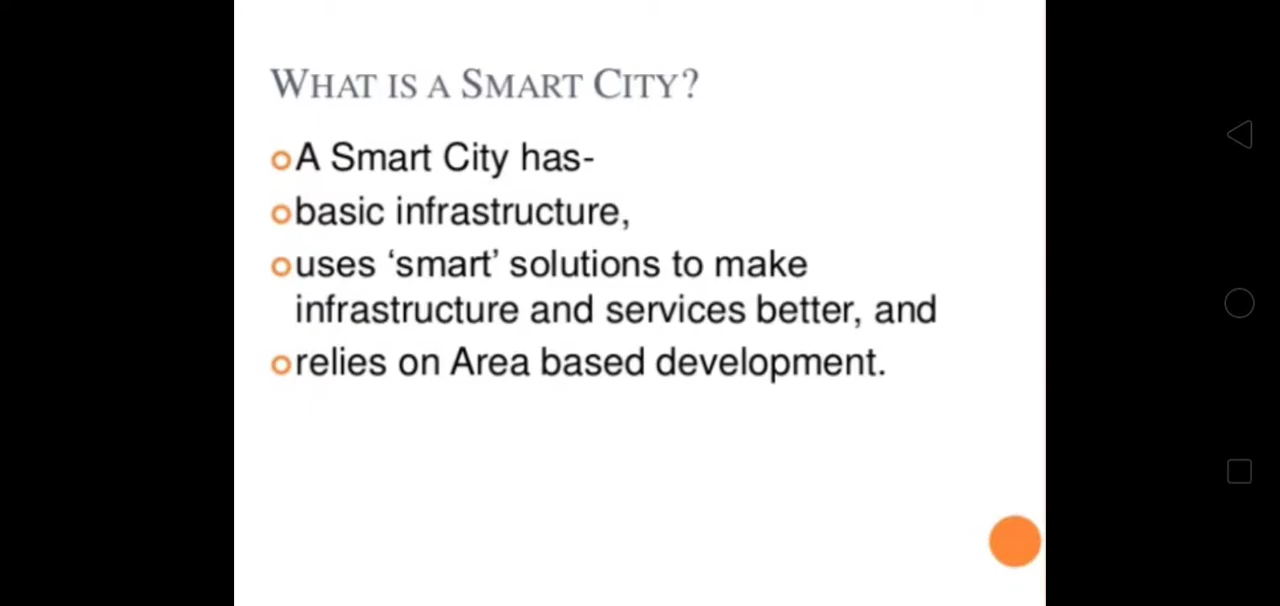 WHAT IS A SMART CITY?
A Smart City has-
basic infrastructure,
uses ‘smart’ solutions to make
infrastructure and services better, and
relies on Area based development.